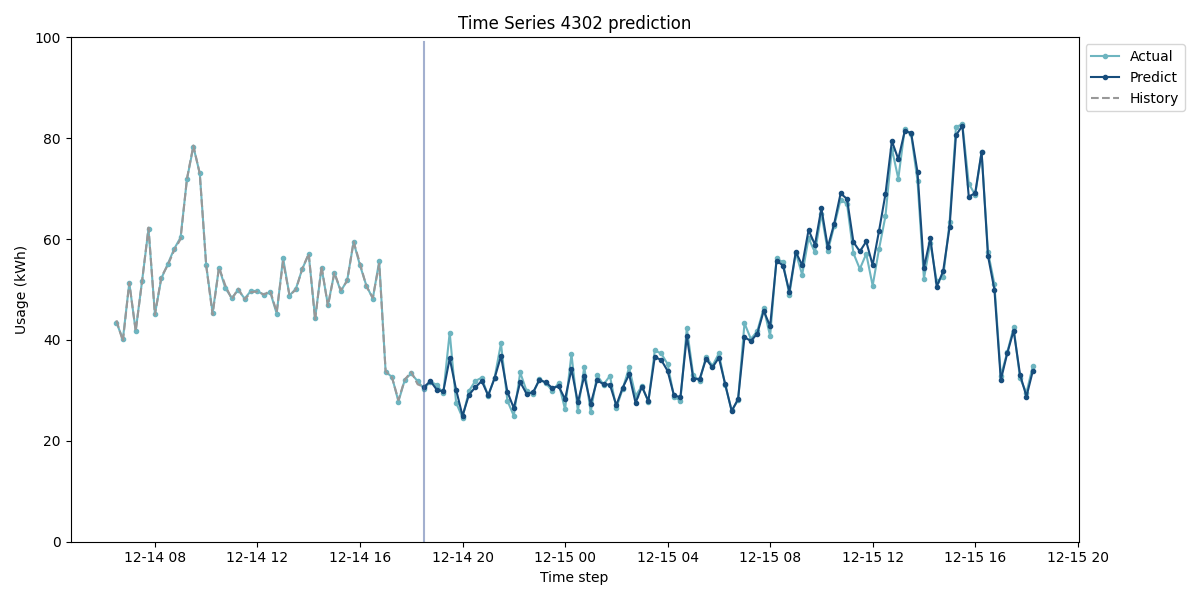 Time Series 4302 prediction
100
80
60
40
20
0
Usage (kWh)
12-14 08
12-14 12
12-14 16
12-14 20
12-15 00
12-15 04
12-15 08
12-15 12
12-15 16
12-15 20
Time step
Actual
Predict
History